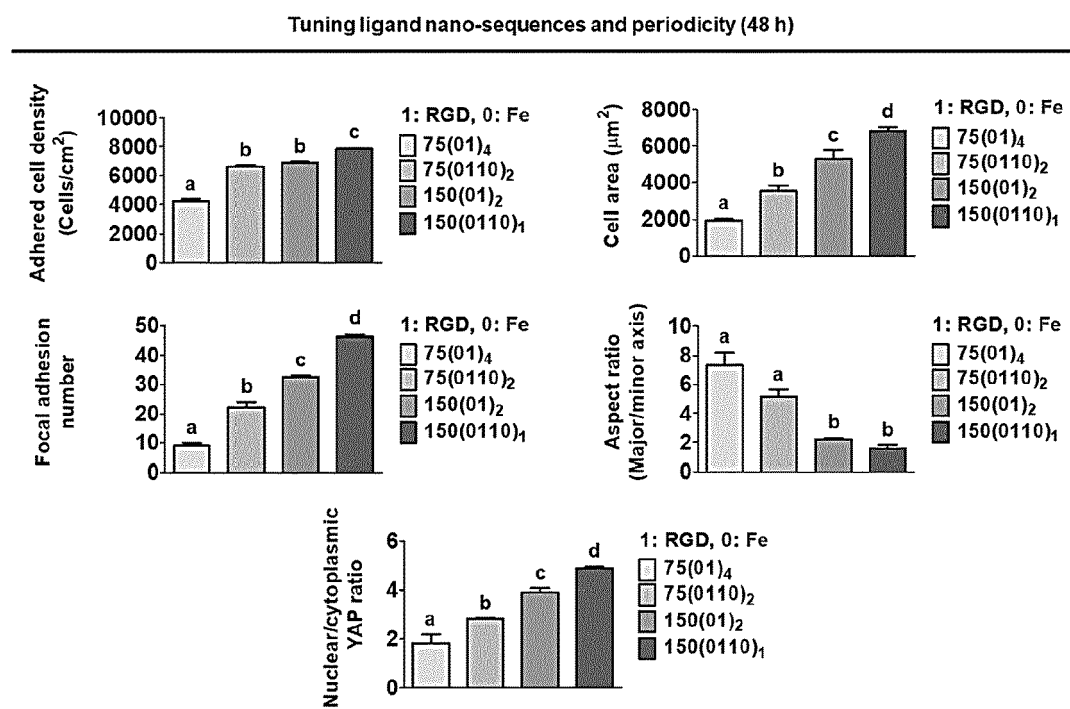 Tuning ligand nano-sequences and periodicity (48 h)
Adhered cell density
(Cells/cm²)
10000
8000
6000
4000
2000
0
a
b
b
c
1: RGD, 0: Fe
75(01)₄
75(0110)₂
150(01)₂
150(0110)₁
Cell area (μm²)
8000
6000
4000
2000
0
a
b
c
d
1: RGD, 0: Fe
75(01)₄
75(0110)₂
150(01)₂
150(0110)₁
Focal adhesion
number
50
40
30
20
10
0
a
b
c
d
1: RGD, 0: Fe
75(01)₄
75(0110)₂
150(01)₂
150(0110)₁
Aspect ratio
(Major/minor axis)
10
8
6
4
2
0
a
a
b
b
1: RGD, 0: Fe
75(01)₄
75(0110)₂
150(01)₂
150(0110)₁
Nuclear/cytoplasmic
YAP ratio
6
4
2
0
a
b
c
d
1: RGD, 0: Fe
75(01)₄
75(0110)₂
150(01)₂
150(0110)₁